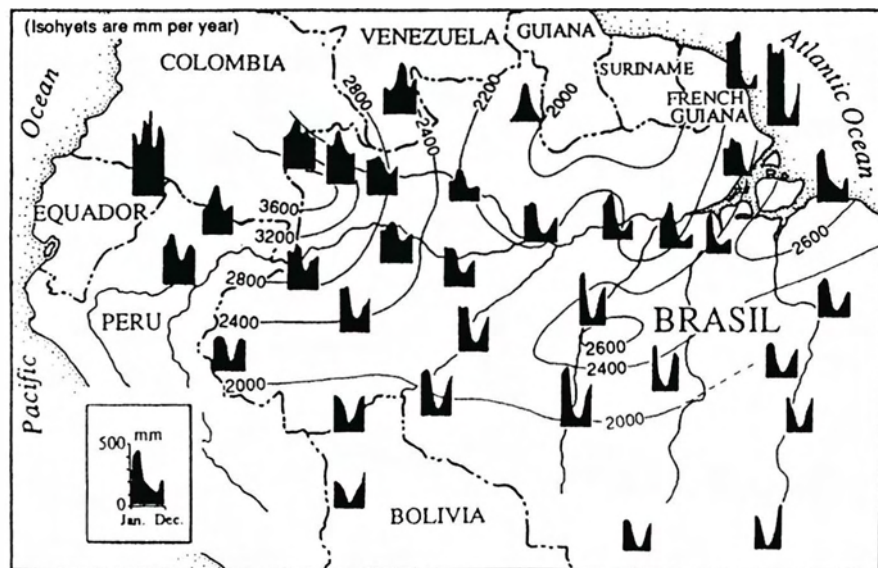 (Isohyets are mm per year)
VENEZUELA
GUIANA
COLOMBIA
SURINAME
FRENCH
GUIANA
Atlantic Ocean
Ocean
Pacific
EQUADOR
PERU
BRASIL
BOLIVIA
2800
2400
2200
2000
3600
3200
2800
2400
2000
2600
2600
2400
2000
500
mm
0
Jan. Dec.